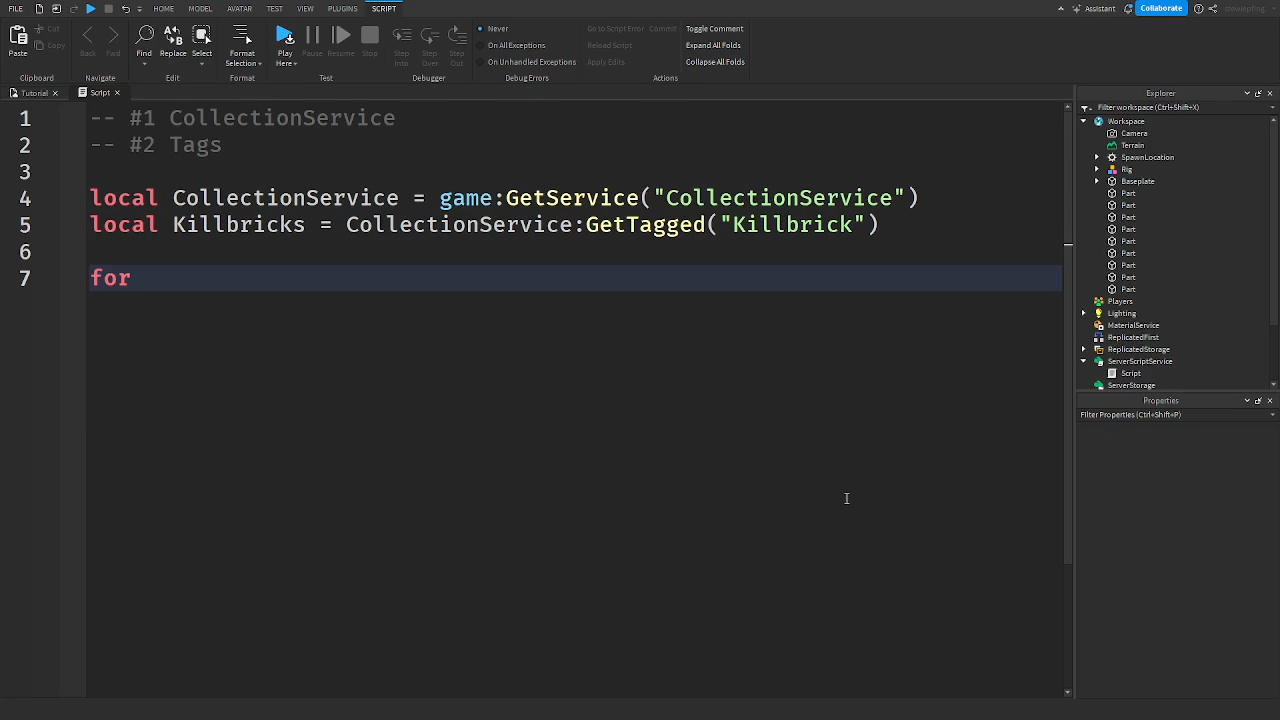 FILE HOME MODEL AVATAR TEST VIEW PLUGINS SCRIPT Assistant Collaborate
Paste Cut Copy Back Fwd Find Replace Select Format Selection Play Here Pause Resume Stop Step Into Step Over Step Out
Never Go to Script Error Commit Toggle Comment
On All Exceptions Reload Script Expand All Folds
On Unhandled Exceptions Apply Edits Collapse All Folds
Clipboard Navigate Edit Format Test Debugger Debug Errors Actions
Tutorial Script
1 -- #1 CollectionService
2 -- #2 Tags
3
4 local CollectionService = game:GetService("CollectionService")
5 local Killbricks = CollectionService:GetTagged("Killbrick")
6
7 for
Explorer
Filter workspace (Ctrl+Shift+X)
Workspace
Camera
Terrain
SpawnLocation
Rig
Baseplate
Part
Part
Part
Part
Part
Part
Part
Part
Part
Players
Lighting
MaterialService
ReplicatedFirst
ReplicatedStorage
ServerScriptService
Script
ServerStorage
Properties
Filter Properties (Ctrl+Shift+P)